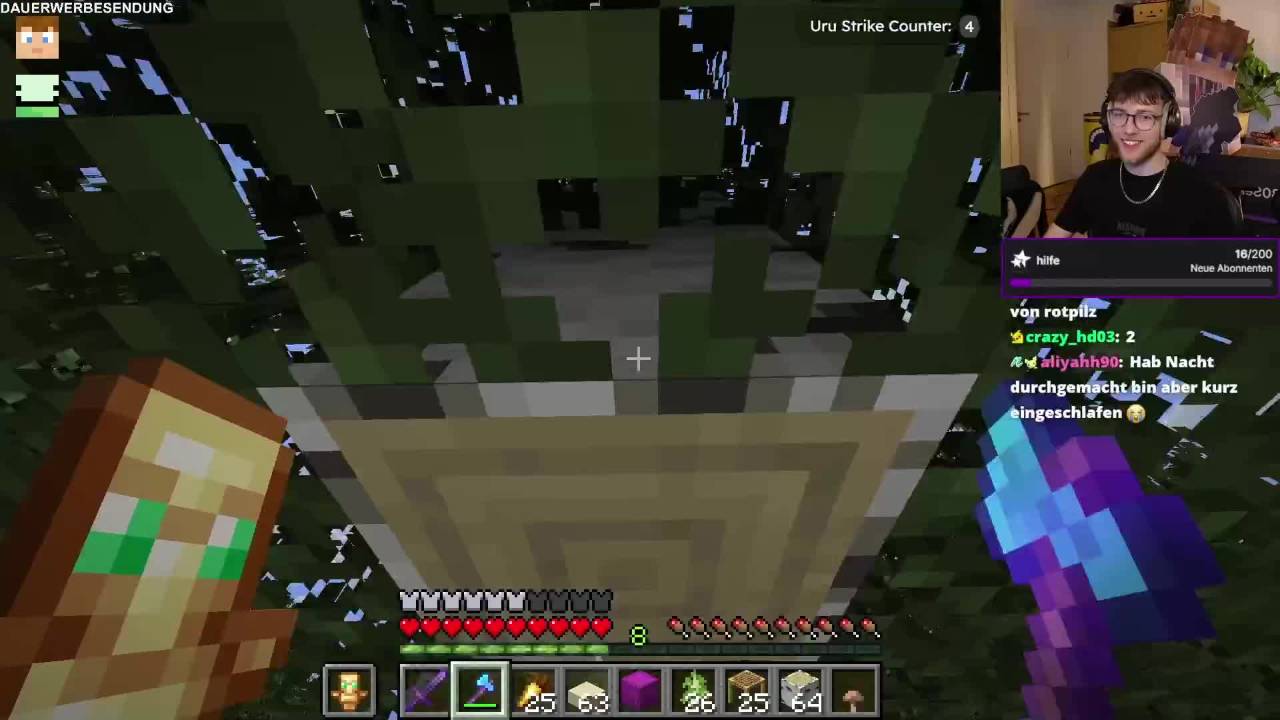 DAUERWERBESENDUNG
Uru Strike Counter: 4
hilfe
16/200
Neue Abonnenten
von rotpilz
crazy_hd03: 2
aliyahh90: Hab Nacht
durchgemacht bin aber kurz
eingeschlafen 😭
8
25
63
26
25
64